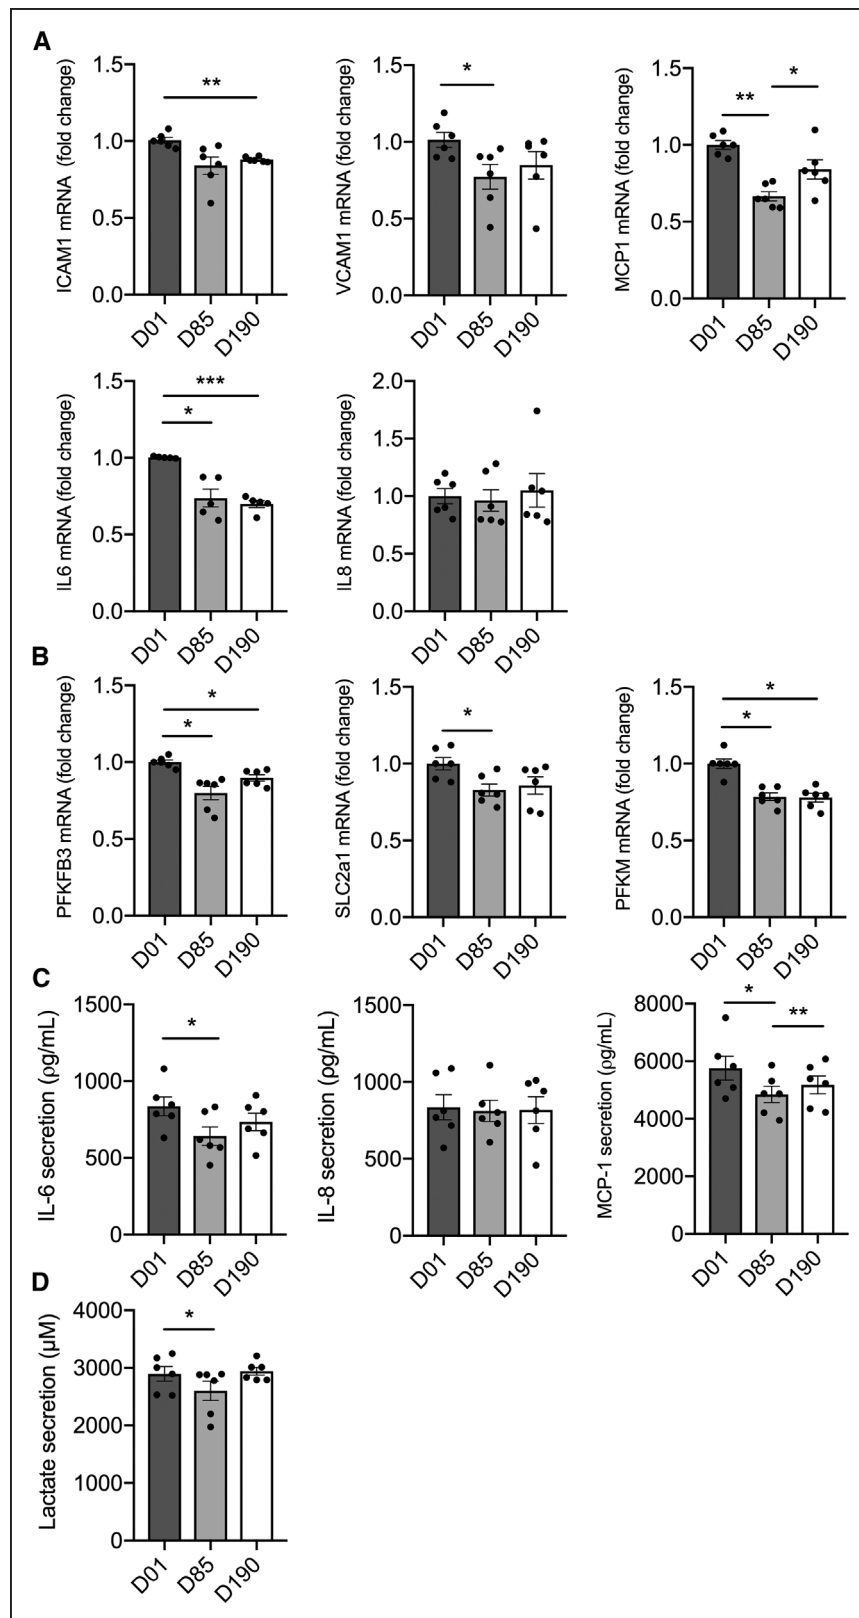 A
ICAM1 mRNA (fold change)
1.5
1.0
0.5
0.0
**
D01
D85
D190
VCAM1 mRNA (fold change)
1.5
1.0
0.5
0.0
*
D01
D85
D190
MCP1 mRNA (fold change)
1.5
1.0
0.5
0.0
**
*
D01
D85
D190
IL6 mRNA (fold change)
1.5
1.0
0.5
0.0
***
*
D01
D85
D190
IL8 mRNA (fold change)
2.0
1.5
1.0
0.5
0.0
D01
D85
D190
B
PFKFB3 mRNA (fold change)
1.5
1.0
0.5
0.0
*
*
D01
D85
D190
SLC2a1 mRNA (fold change)
1.5
1.0
0.5
0.0
*
D01
D85
D190
PFKM mRNA (fold change)
1.5
1.0
0.5
0.0
*
*
D01
D85
D190
C
IL-6 secretion (ρg/mL)
1500
1000
500
0
*
D01
D85
D190
IL-8 secretion (ρg/mL)
1500
1000
500
0
D01
D85
D190
MCP-1 secretion (ρg/mL)
8000
6000
4000
2000
0
*
**
D01
D85
D190
D
Lactate secretion (μM)
4000
3000
2000
1000
0
*
D01
D85
D190